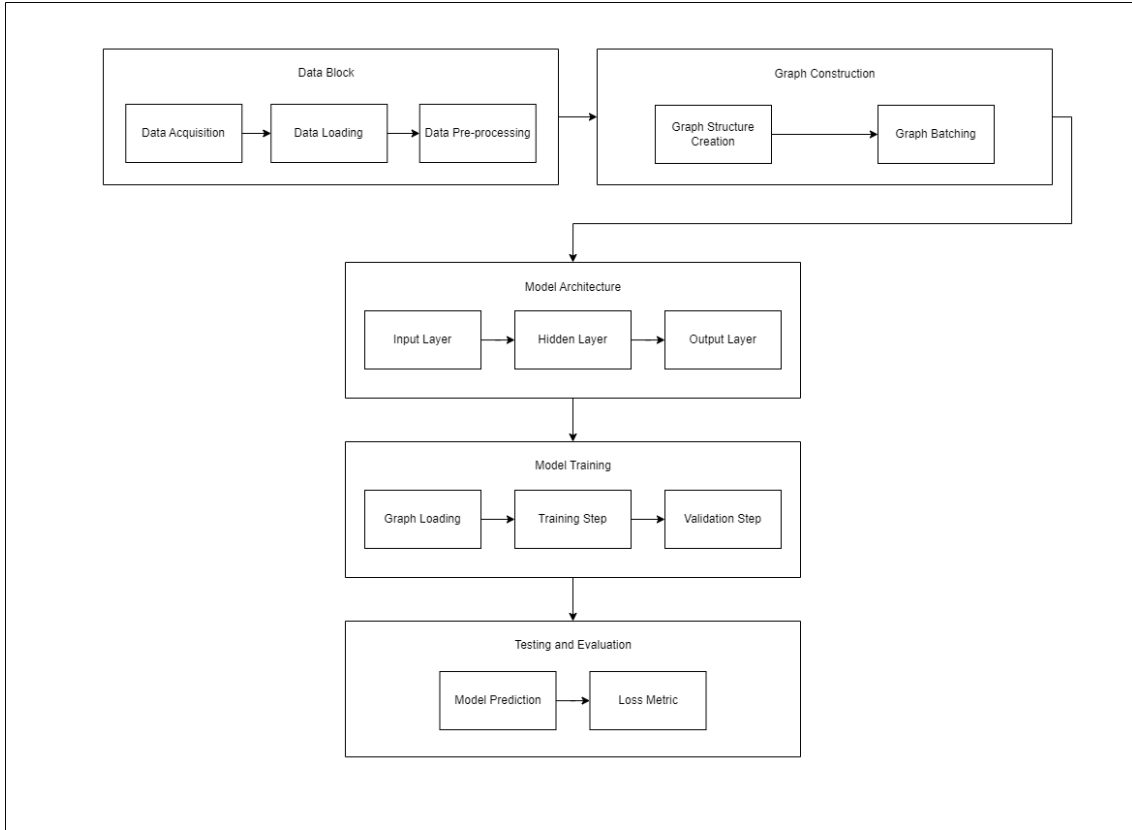 Data Block
Data Acquisition
Data Loading
Data Pre-processing
Graph Construction
Graph Structure
Creation
Graph Batching
Model Architecture
Input Layer
Hidden Layer
Output Layer
Model Training
Graph Loading
Training Step
Validation Step
Testing and Evaluation
Model Prediction
Loss Metric